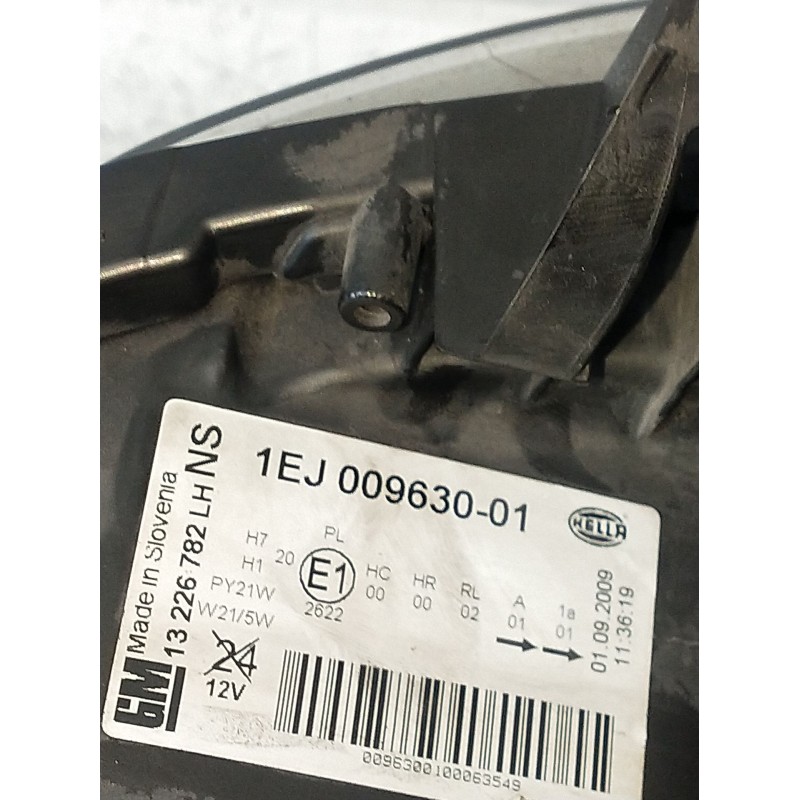 1EJ 009630-01
HELLA
GM
Made in Slovenia
13 226 782 LH NS
H7
H1
PY21W
W21/5W
24
12V
20
PL
E1
2622
HC
00
HR
00
RL
02
A
01
1a
01
01.09.2009
11:36:19
0096300100063549